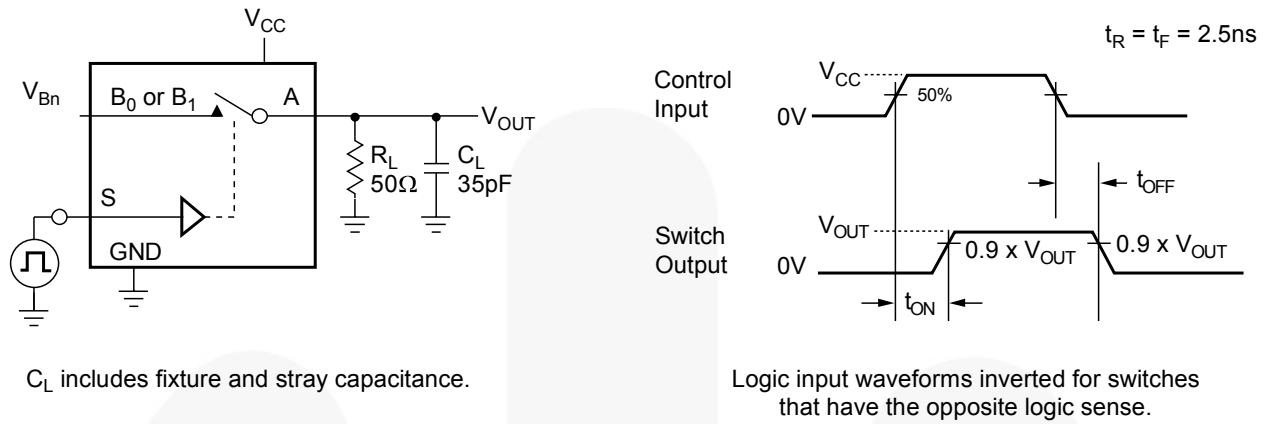 V_CC
V_Bn
B_0 or B_1
A
V_OUT
R_L
50Ω
C_L
35pF
S
GND
C_L includes fixture and stray capacitance.
t_R = t_F = 2.5ns
Control
Input
V_CC
50%
0V
t_OFF
Switch
Output
V_OUT
0.9 x V_OUT
0.9 x V_OUT
0V
t_ON
Logic input waveforms inverted for switches
that have the opposite logic sense.